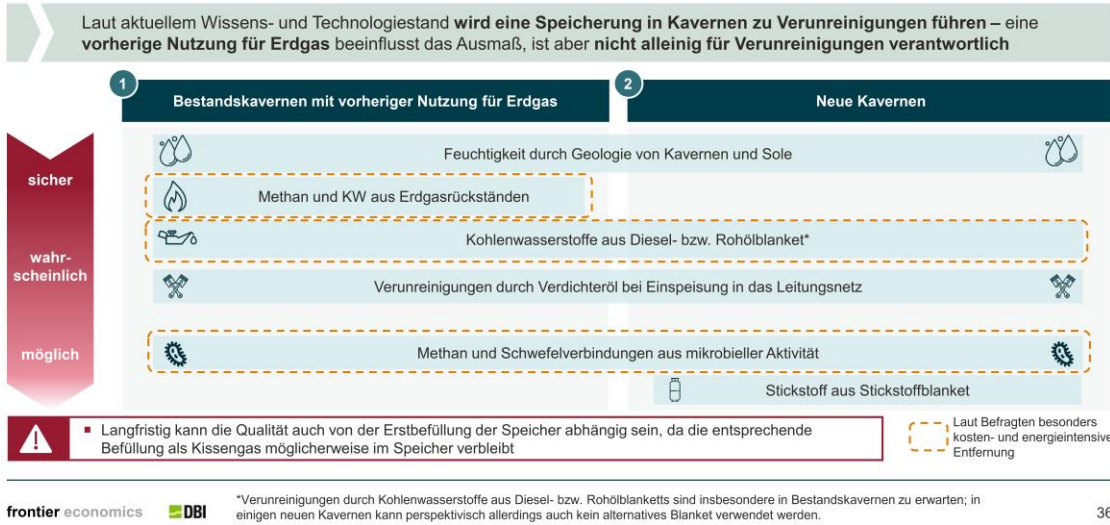 Laut aktuellem Wissens- und Technologiestand wird eine Speicherung in Kavernen zu Verunreinigungen führen – eine
vorherige Nutzung für Erdgas beeinflusst das Ausmaß, ist aber nicht alleinig für Verunreinigungen verantwortlich
1
Bestandskavernen mit vorheriger Nutzung für Erdgas
2
Neue Kavernen
sicher
wahr-
scheinlich
möglich
Feuchtigkeit durch Geologie von Kavernen und Sole
Methan und KW aus Erdgasrückständen
Kohlenwasserstoffe aus Diesel- bzw. Rohölblanket*
Verunreinigungen durch Verdichteröl bei Einspeisung in das Leitungsnetz
Methan und Schwefelverbindungen aus mikrobieller Aktivität
Stickstoff aus Stickstoffblanket
Langfristig kann die Qualität auch von der Erstbefüllung der Speicher abhängig sein, da die entsprechende
Befüllung als Kissengas möglicherweise im Speicher verbleibt
Laut Befragten besonders
kosten- und energieintensive
Entfernung
frontier economics
DBI
*Verunreinigungen durch Kohlenwasserstoffe aus Diesel- bzw. Rohölblanketts sind insbesondere in Bestandskavernen zu erwarten; in
einigen neuen Kavernen kann perspektivisch allerdings auch kein alternatives Blanket verwendet werden.
36